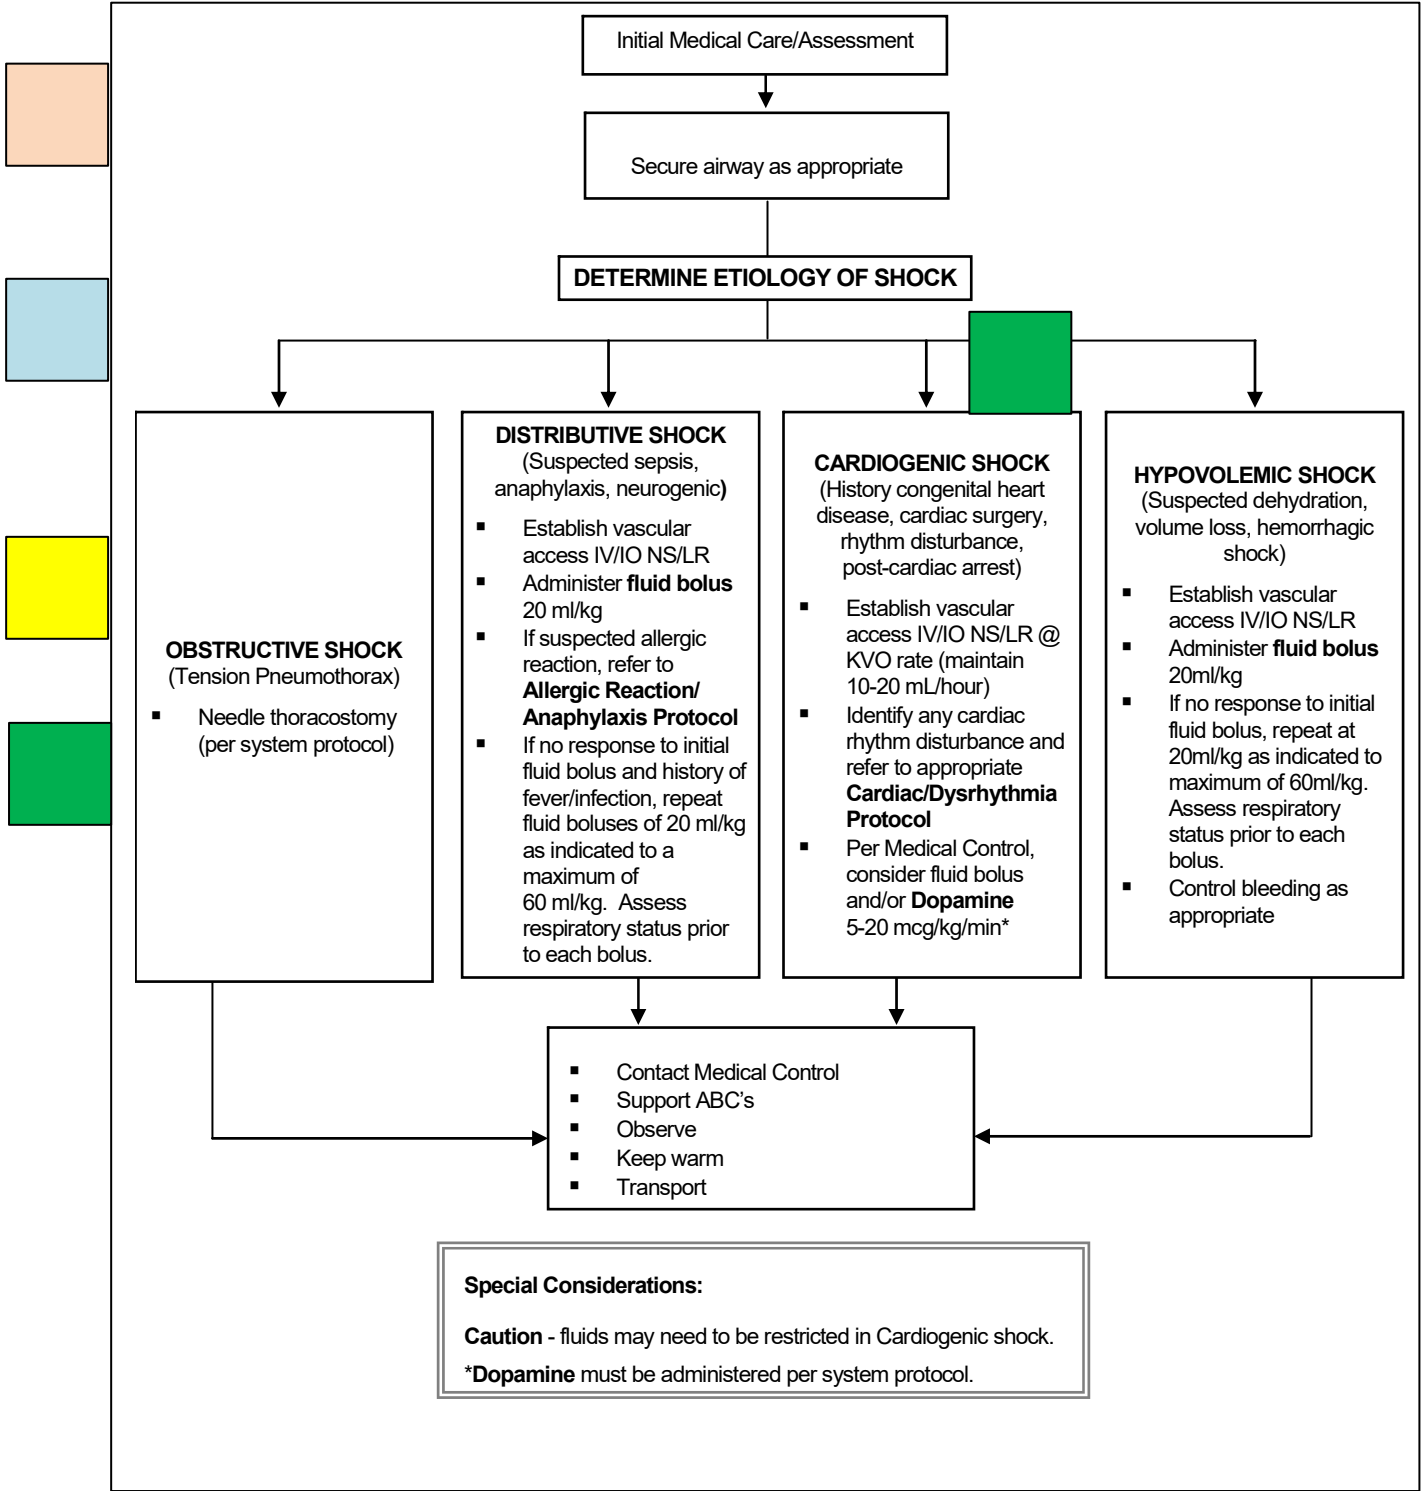 Initial Medical Care/Assessment
Secure airway as appropriate
DETERMINE ETIOLOGY OF SHOCK
OBSTRUCTIVE SHOCK
(Tension Pneumothorax)
▪ Needle thoracostomy
(per system protocol)
DISTRIBUTIVE SHOCK
(Suspected sepsis,
anaphylaxis, neurogenic)
▪ Establish vascular
access IV/IO NS/LR
▪ Administer fluid bolus
20 ml/kg
▪ If suspected allergic
reaction, refer to
Allergic Reaction/
Anaphylaxis Protocol
▪ If no response to initial
fluid bolus and history of
fever/infection, repeat
fluid boluses of 20 ml/kg
as indicated to a
maximum of
60 ml/kg.  Assess
respiratory status prior
to each bolus.
CARDIOGENIC SHOCK
(History congenital heart
disease, cardiac surgery,
rhythm disturbance,
post-cardiac arrest)
▪ Establish vascular
access IV/IO NS/LR @
KVO rate (maintain
10-20 mL/hour)
▪ Identify any cardiac
rhythm disturbance and
refer to appropriate
Cardiac/Dysrhythmia
Protocol
▪ Per Medical Control,
consider fluid bolus
and/or Dopamine
5-20 mcg/kg/min*
HYPOVOLEMIC SHOCK
(Suspected dehydration,
volume loss, hemorrhagic
shock)
▪ Establish vascular
access IV/IO NS/LR
▪ Administer fluid bolus
20ml/kg
▪ If no response to initial
fluid bolus, repeat at
20ml/kg as indicated to
maximum of 60ml/kg.
Assess respiratory
status prior to each
bolus.
▪ Control bleeding as
appropriate
▪ Contact Medical Control
▪ Support ABC’s
▪ Observe
▪ Keep warm
▪ Transport
Special Considerations:
Caution - fluids may need to be restricted in Cardiogenic shock.
*Dopamine must be administered per system protocol.